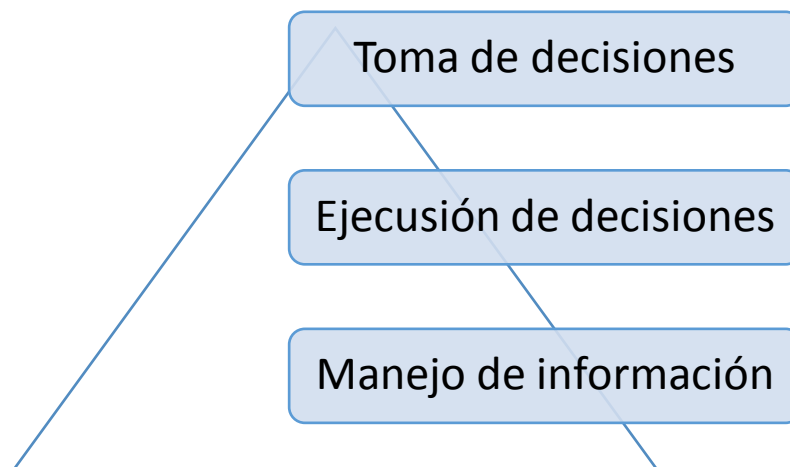 Toma de decisiones
Ejecusión de decisiones
Manejo de información